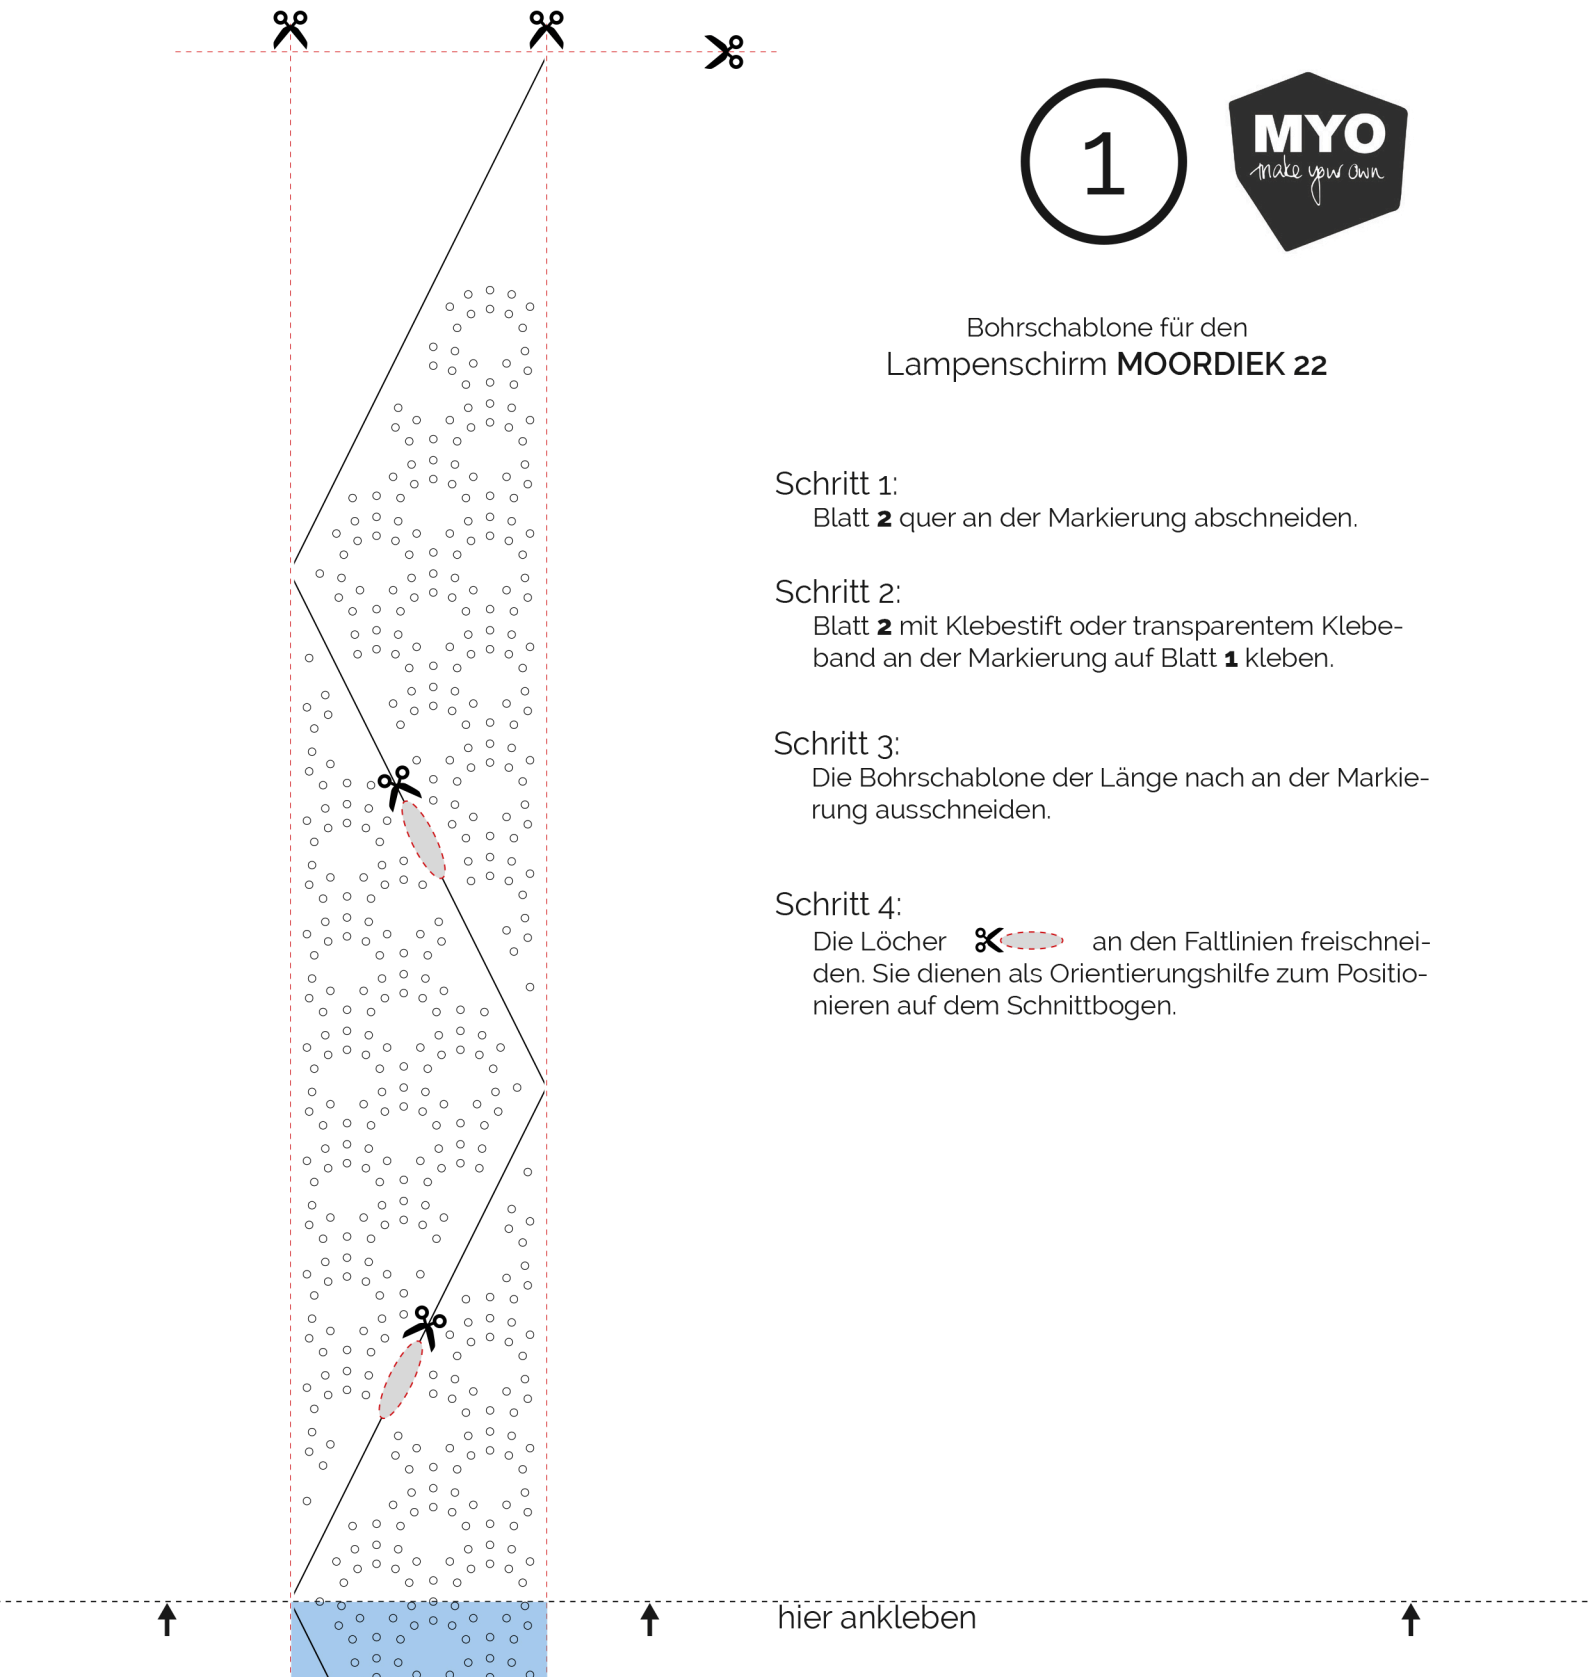 1
MYO
make your own
Bohrschablone für den
Lampenschirm MOORDIEK 22
Schritt 1:
Blatt 2 quer an der Markierung abschneiden.
Schritt 2:
Blatt 2 mit Klebestift oder transparentem Klebe-
band an der Markierung auf Blatt 1 kleben.
Schritt 3:
Die Bohrschablone der Länge nach an der Markie-
rung ausschneiden.
Schritt 4:
Die Löcher an den Faltlinien freischnei-
den. Sie dienen als Orientierungshilfe zum Positio-
nieren auf dem Schnittbogen.
hier ankleben